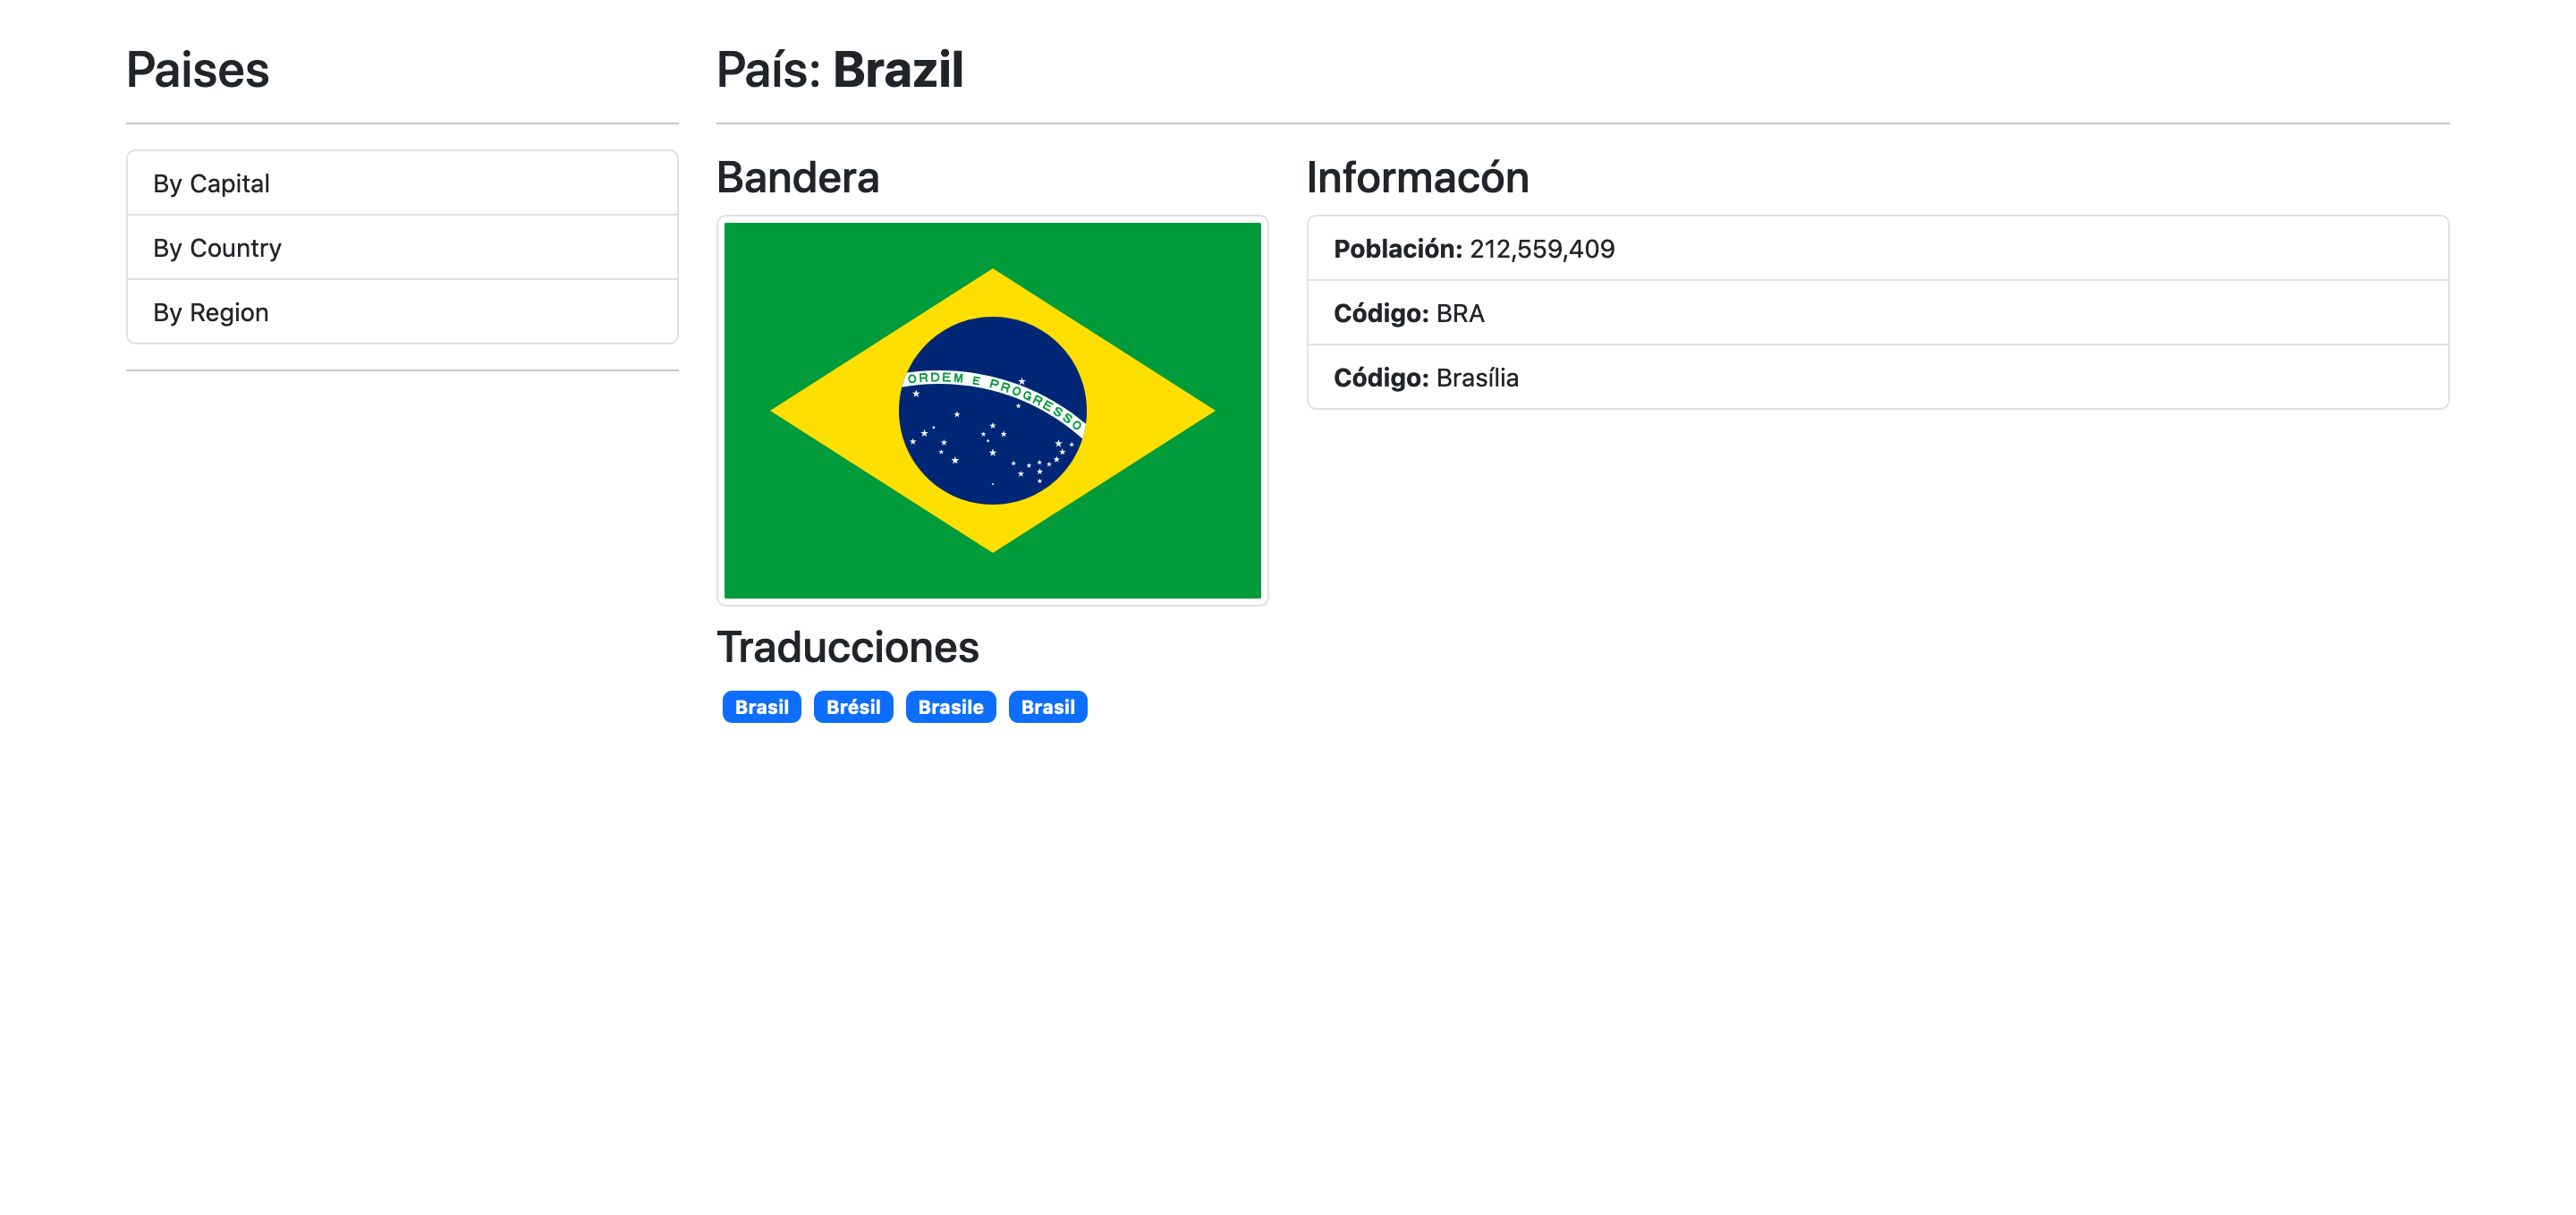 Paises
By Capital
By Country
By Region
País: Brazil
Bandera
ORDEM E PROGRESSO
Traducciones
Brasil Brésil Brasile Brasil
Informacón
Población: 212,559,409
Código: BRA
Código: Brasília